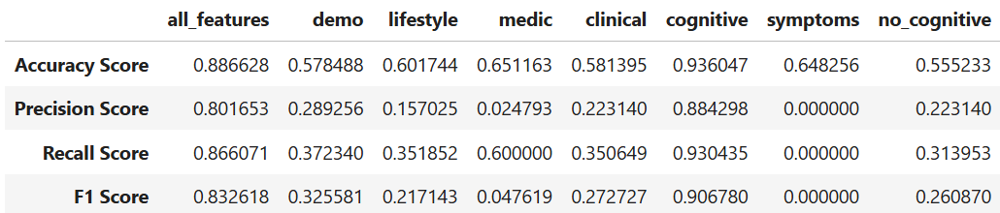 all_features demo lifestyle medic clinical cognitive symptoms no_cognitive
Accuracy Score 0.886628 0.578488 0.601744 0.651163 0.581395 0.936047 0.648256 0.555233
Precision Score 0.801653 0.289256 0.157025 0.024793 0.223140 0.884298 0.000000 0.223140
Recall Score 0.866071 0.372340 0.351852 0.600000 0.350649 0.930435 0.000000 0.313953
F1 Score 0.832618 0.325581 0.217143 0.047619 0.272727 0.906780 0.000000 0.260870